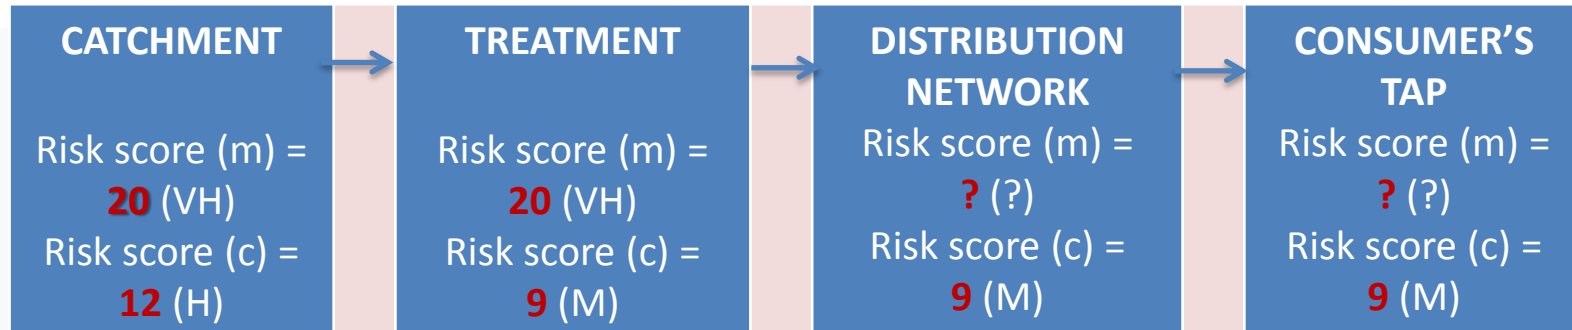 CATCHMENT
Risk score (m) =
20 (VH)
Risk score (c) =
12 (H)
TREATMENT
Risk score (m) =
20 (VH)
Risk score (c) =
9 (M)
DISTRIBUTION
NETWORK
Risk score (m) =
? (?)
Risk score (c) =
9 (M)
CONSUMER’S
TAP
Risk score (m) =
? (?)
Risk score (c) =
9 (M)